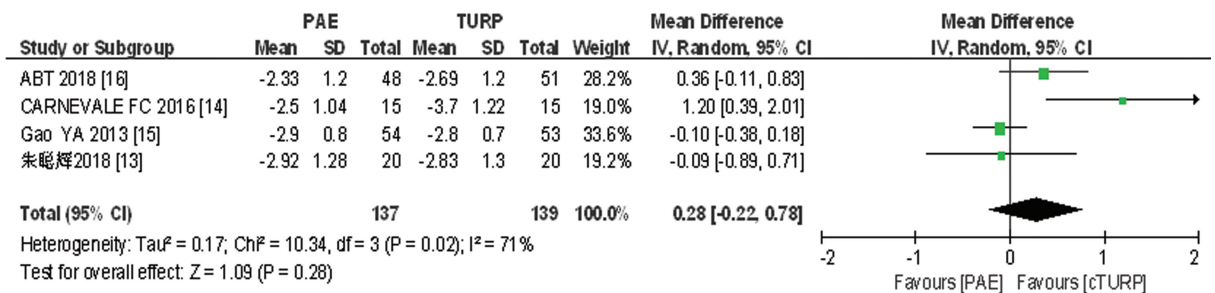 PAE TURP Mean Difference Mean Difference
Study or Subgroup Mean SD Total Mean SD Total Weight IV, Random, 95% CI IV, Random, 95% CI
ABT 2018 [16] -2.33 1.2 48 -2.69 1.2 51 28.2% 0.36 [-0.11, 0.83]
CARNEVALE FC 2016 [14] -2.5 1.04 15 -3.7 1.22 15 19.0% 1.20 [0.39, 2.01]
Gao YA 2013 [15] -2.9 0.8 54 -2.8 0.7 53 33.6% -0.10 [-0.38, 0.18]
朱聪辉2018 [13] -2.92 1.28 20 -2.83 1.3 20 19.2% -0.09 [-0.89, 0.71]
Total (95% CI) 137 139 100.0% 0.28 [-0.22, 0.78]
Heterogeneity: Tau² = 0.17; Chi² = 10.34, df = 3 (P = 0.02); I² = 71%
Test for overall effect: Z = 1.09 (P = 0.28)
-2 -1 0 1 2
Favours [PAE] Favours [cTURP]